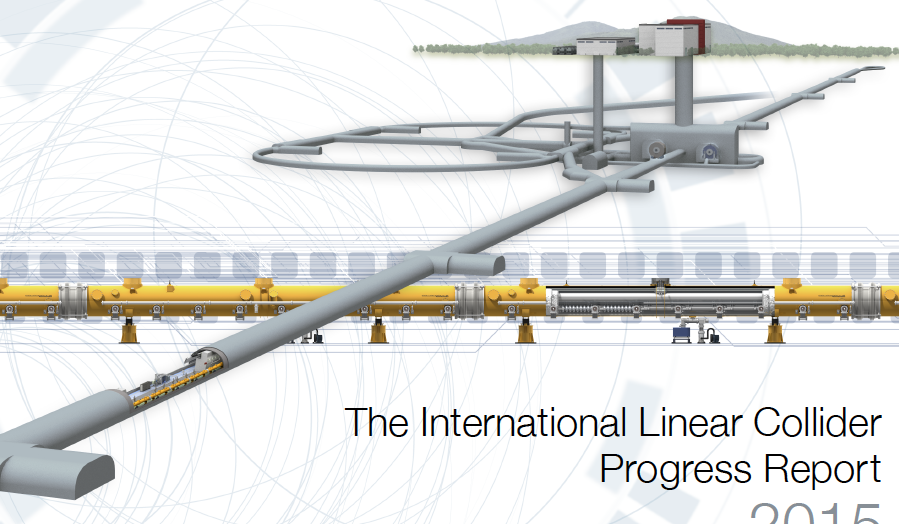 The International Linear Collider
Progress Report
2015